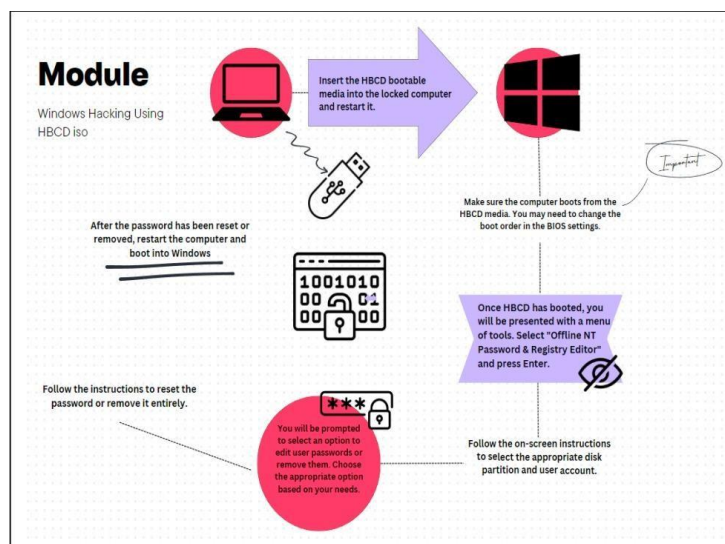 Module
Windows Hacking Using
HBCD iso
Insert the HBCD bootable
media into the locked computer
and restart it.
Important
Make sure the computer boots from the
HBCD media. You may need to change the
boot order in the BIOS settings.
Once HBCD has booted, you
will be presented with a menu
of tools. Select "Offline NT
Password & Registry Editor"
and press Enter.
Follow the on-screen instructions
to select the appropriate disk
partition and user account.
***
You will be prompted
to select an option to
edit user passwords or
remove them. Choose
the appropriate option
based on your needs.
Follow the instructions to reset the
password or remove it entirely.
1001010
00 01
00 00
After the password has been reset or
removed, restart the computer and
boot into Windows